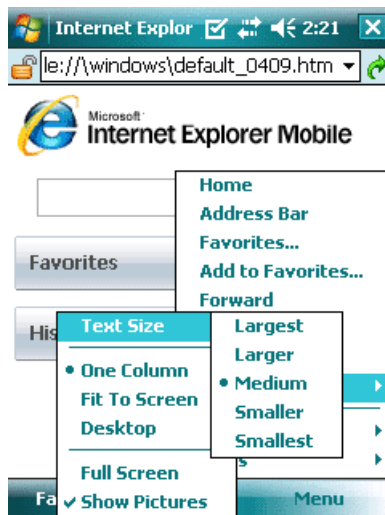 Internet Explor 2:21
le://\windows\default_0409.htm
Microsoft
Internet Explorer Mobile
Home
Address Bar
Favorites...
Add to Favorites...
Forward
Favorites
His
Text Size
One Column
Fit To Screen
Desktop
Full Screen
Show Pictures
Largest
Larger
Medium
Smaller
Smallest
s
Fa
Menu